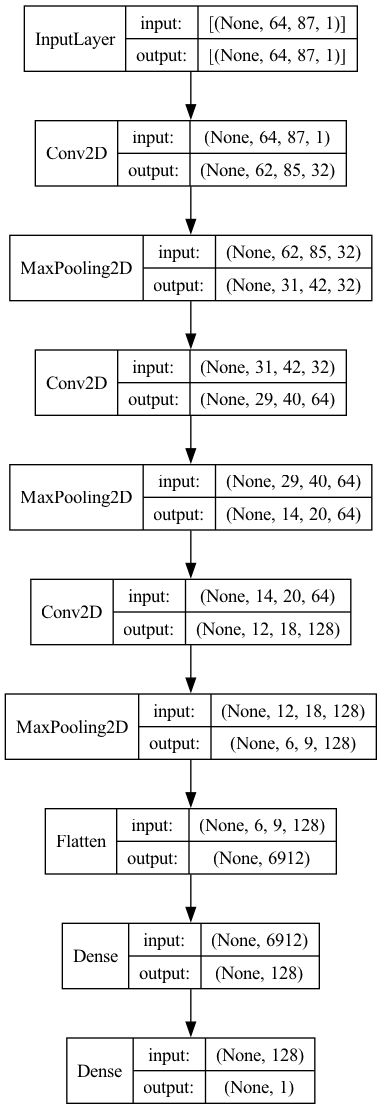 InputLayer input: [(None, 64, 87, 1)]
output: [(None, 64, 87, 1)]
Conv2D input: (None, 64, 87, 1)
output: (None, 62, 85, 32)
MaxPooling2D input: (None, 62, 85, 32)
output: (None, 31, 42, 32)
Conv2D input: (None, 31, 42, 32)
output: (None, 29, 40, 64)
MaxPooling2D input: (None, 29, 40, 64)
output: (None, 14, 20, 64)
Conv2D input: (None, 14, 20, 64)
output: (None, 12, 18, 128)
MaxPooling2D input: (None, 12, 18, 128)
output: (None, 6, 9, 128)
Flatten input: (None, 6, 9, 128)
output: (None, 6912)
Dense input: (None, 6912)
output: (None, 128)
Dense input: (None, 128)
output: (None, 1)